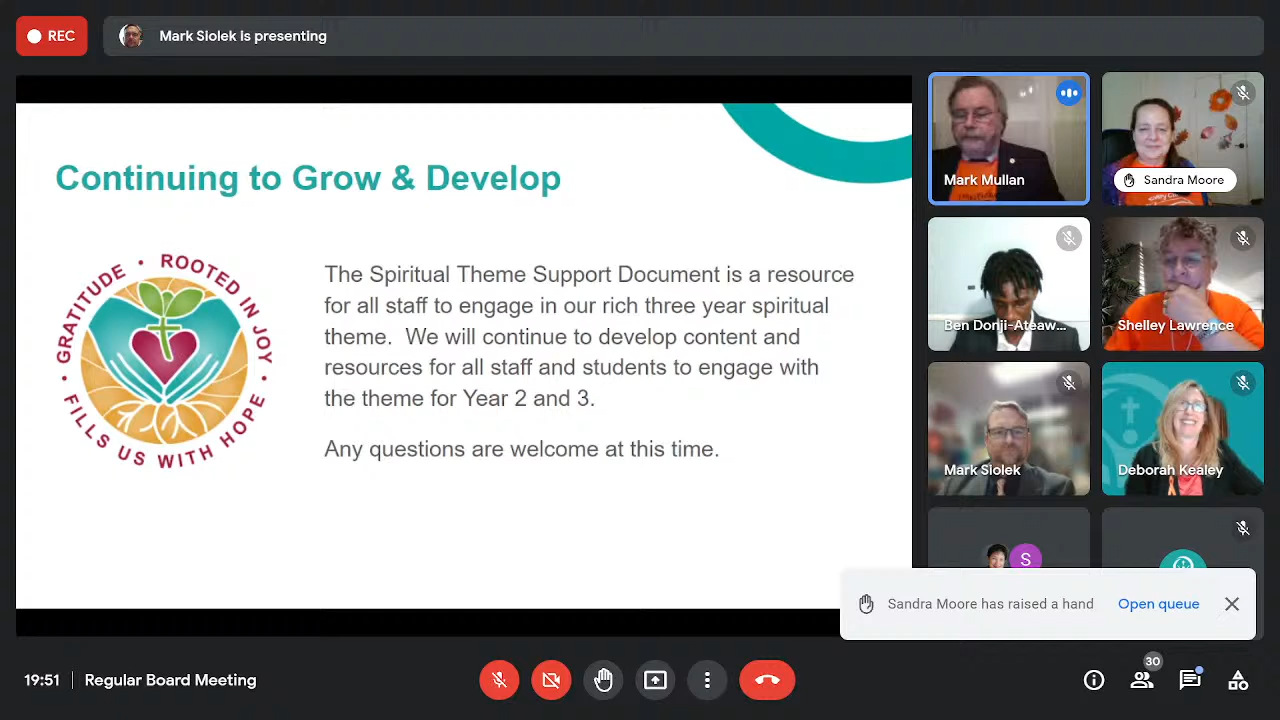 REC
Mark Siolek is presenting
Continuing to Grow & Develop
GRATITUDE • ROOTED IN JOY • FILLS US WITH HOPE •
The Spiritual Theme Support Document is a resource
for all staff to engage in our rich three year spiritual
theme. We will continue to develop content and
resources for all staff and students to engage with
the theme for Year 2 and 3.
Any questions are welcome at this time.
Mark Mullan
Sandra Moore
Ben Dorji-Ateaw...
Shelley Lawrence
Mark Siolek
Deborah Kealey
S
Sandra Moore has raised a hand
Open queue
19:51
Regular Board Meeting
30